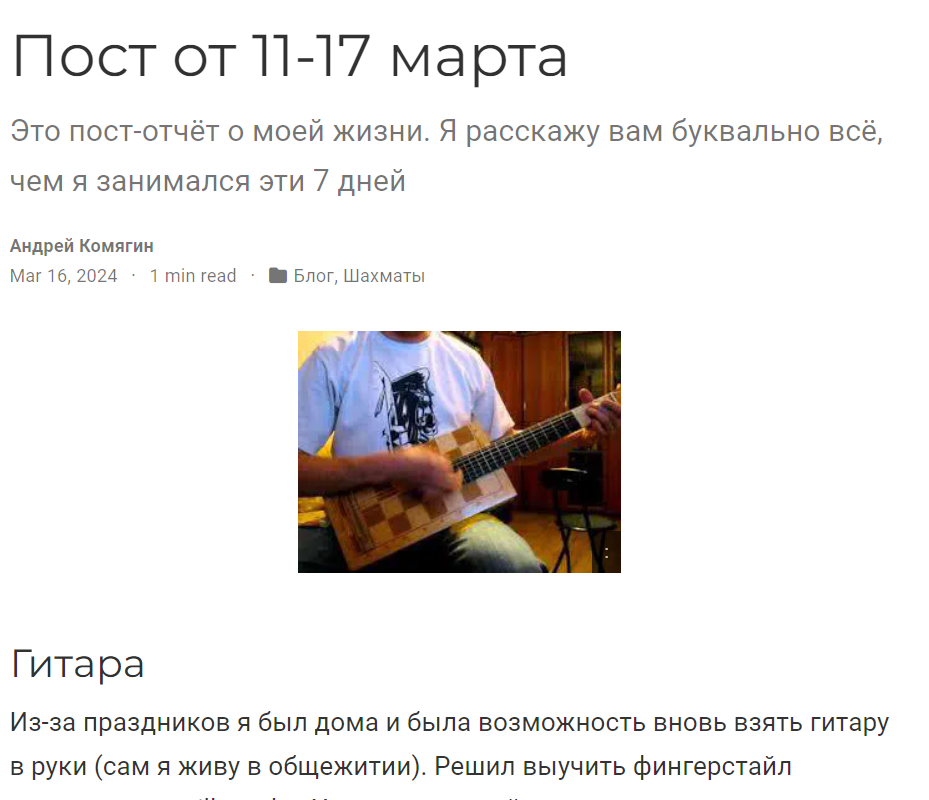 Пост от 11-17 марта
Это пост-отчёт о моей жизни. Я расскажу вам буквально всё,
чем я занимался эти 7 дней
Андрей Комягин
Mar 16, 2024 · 1 min read · Блог, Шахматы
Гитара
Из-за праздников я был дома и была возможность вновь взять гитару
в руки (сам я живу в общежитии). Решил выучить фингерстайл